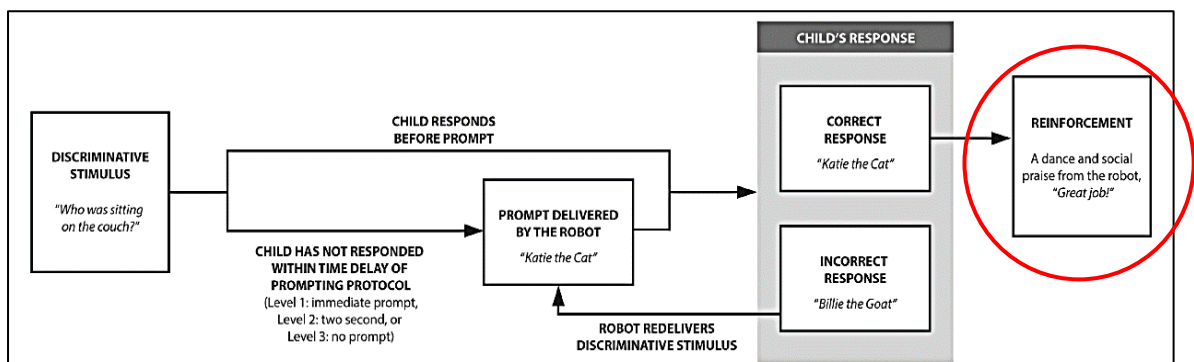 DISCRIMINATIVE
STIMULUS
"Who was sitting
on the couch?"
CHILD RESPONDS
BEFORE PROMPT
CHILD HAS NOT RESPONDED
WITHIN TIME DELAY OF
PROMPTING PROTOCOL
(Level 1: immediate prompt,
Level 2: two second, or
Level 3: no prompt)
PROMPT DELIVERED
BY THE ROBOT
"Katie the Cat"
CHILD'S RESPONSE
CORRECT
RESPONSE
"Katie the Cat"
INCORRECT
RESPONSE
"Billie the Goat"
ROBOT REDELIVERS
DISCRIMINATIVE STIMULUS
REINFORCEMENT
A dance and social
praise from the robot,
"Great job!"